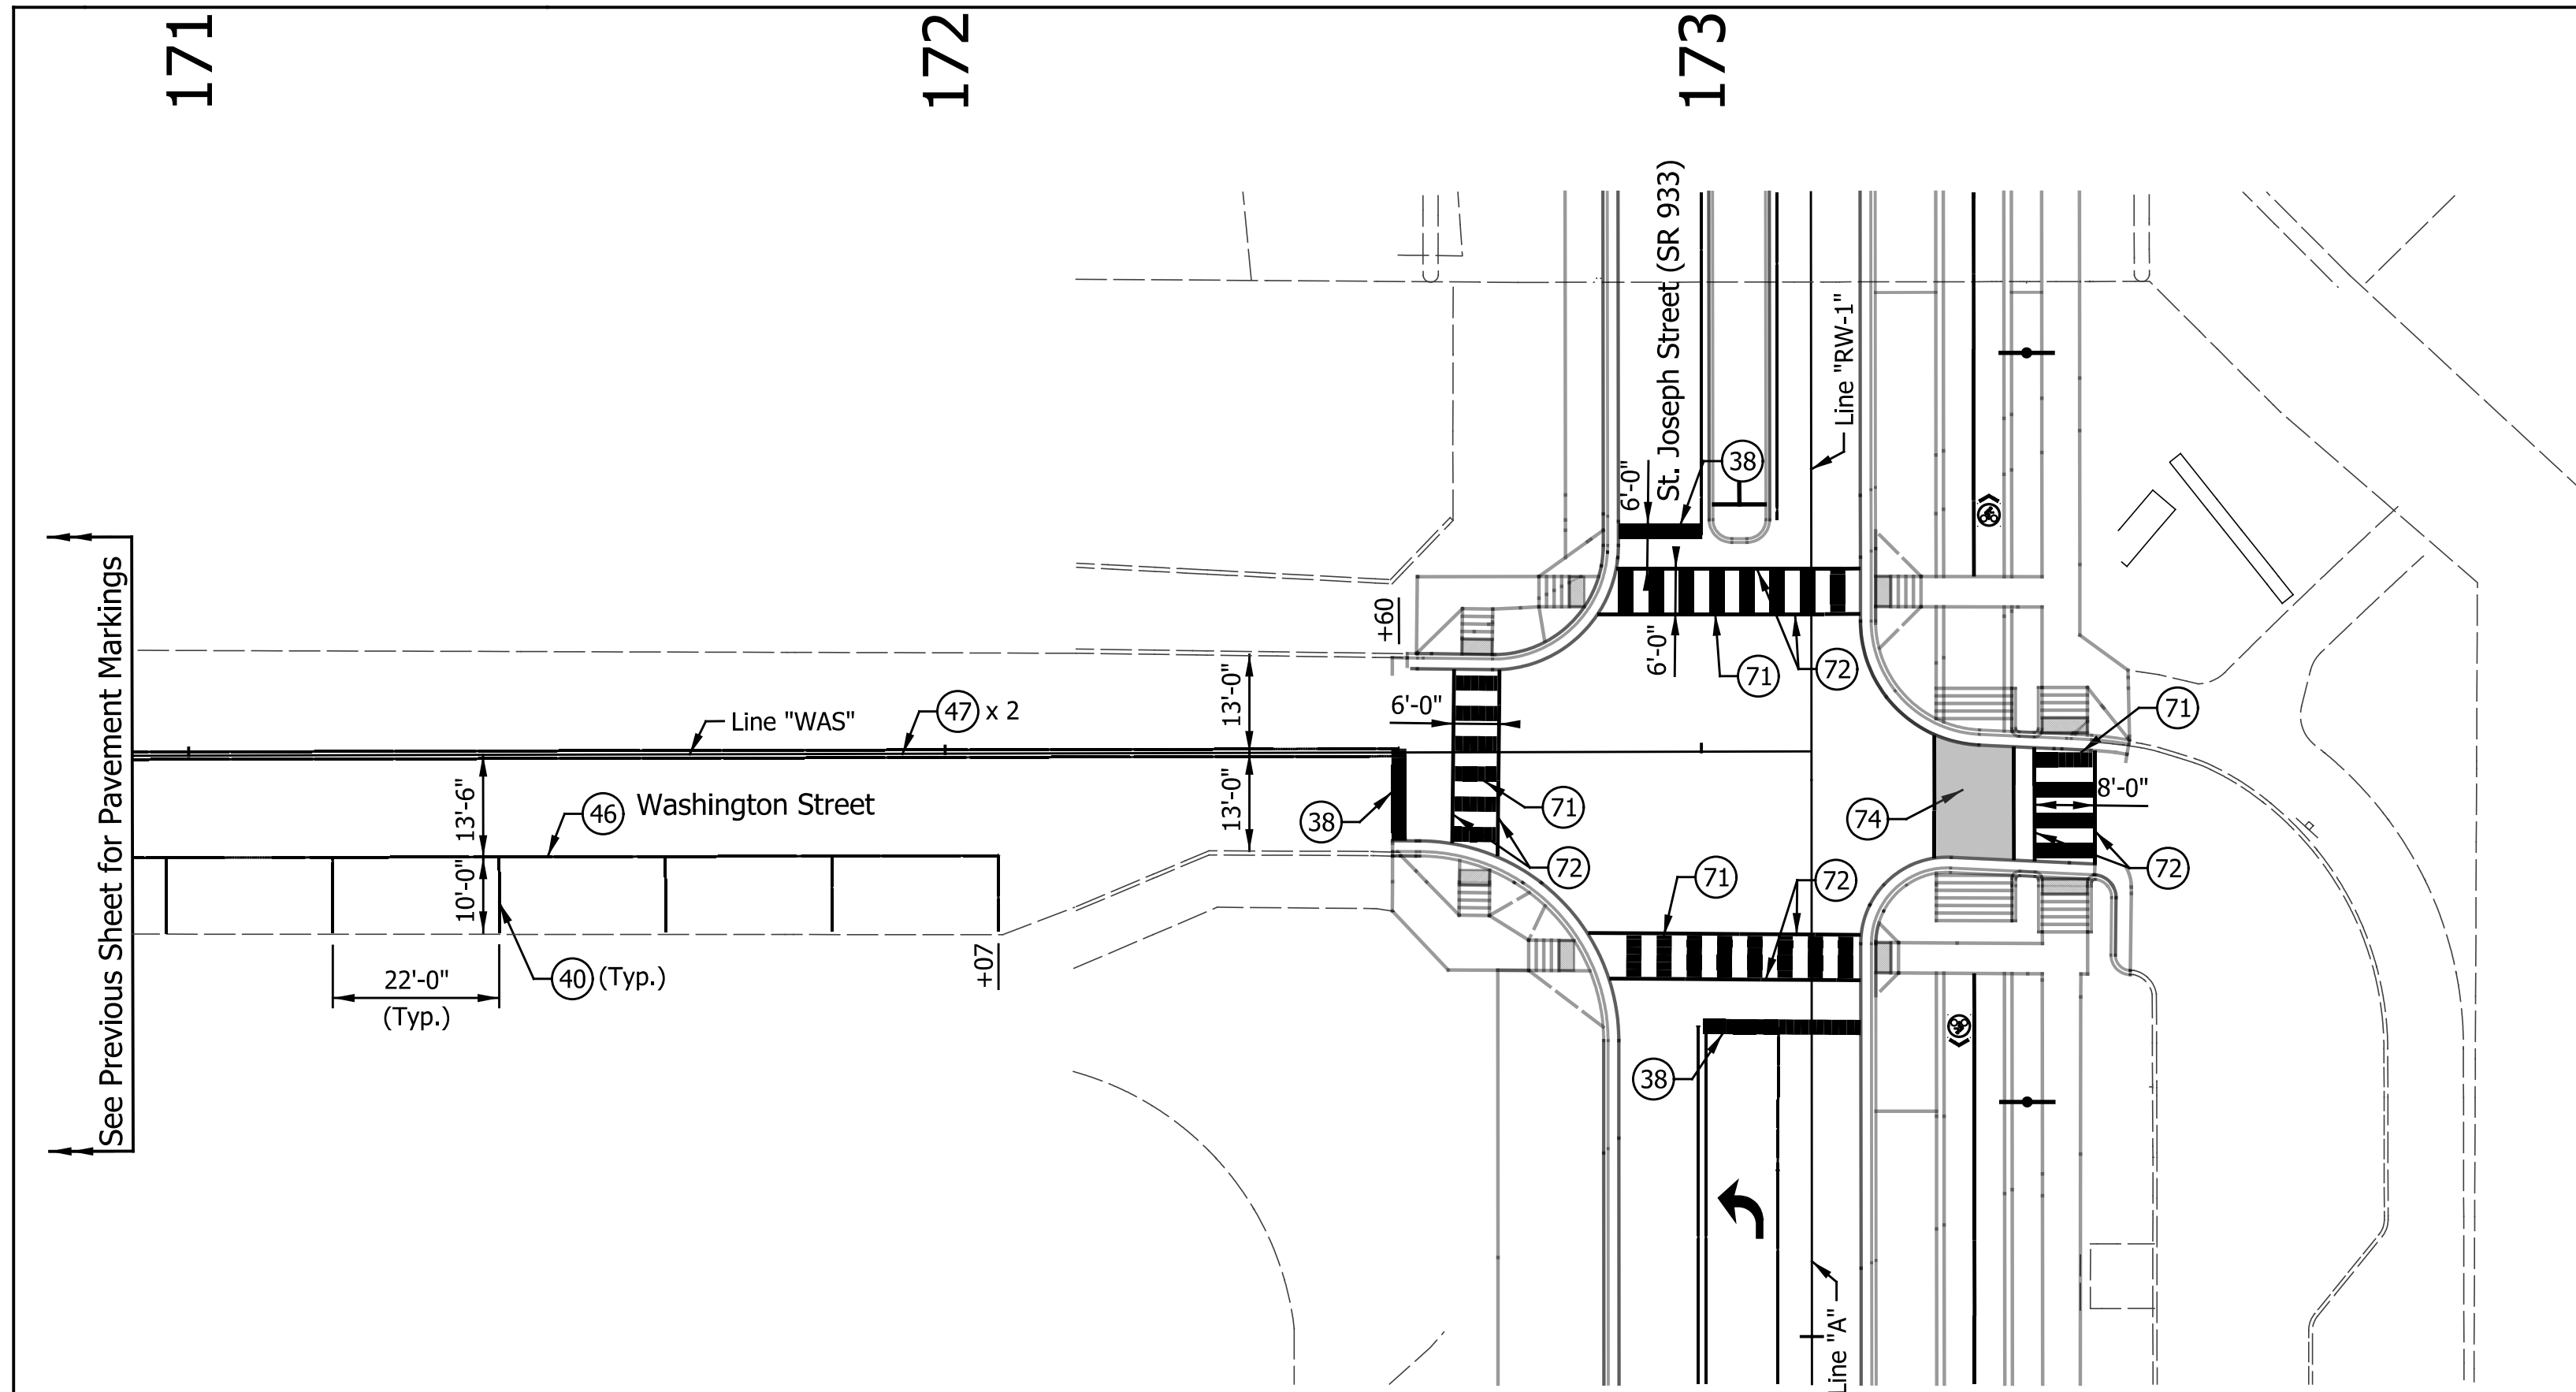 171
172
173
St. Joseph Street (SR 933)
Line "RW-1"
38
6'-0"
See Previous Sheet for Pavement Markings
+60
6'-0"
71
72
13'-0"
Line "WAS"
47 x 2
6'-0"
71
13'-6"
46 Washington Street
13'-0"
38
71
74
8'-0"
72
72
10'-0"
71
72
22'-0"
(Typ.)
40 (Typ.)
+07
38
Line "A"